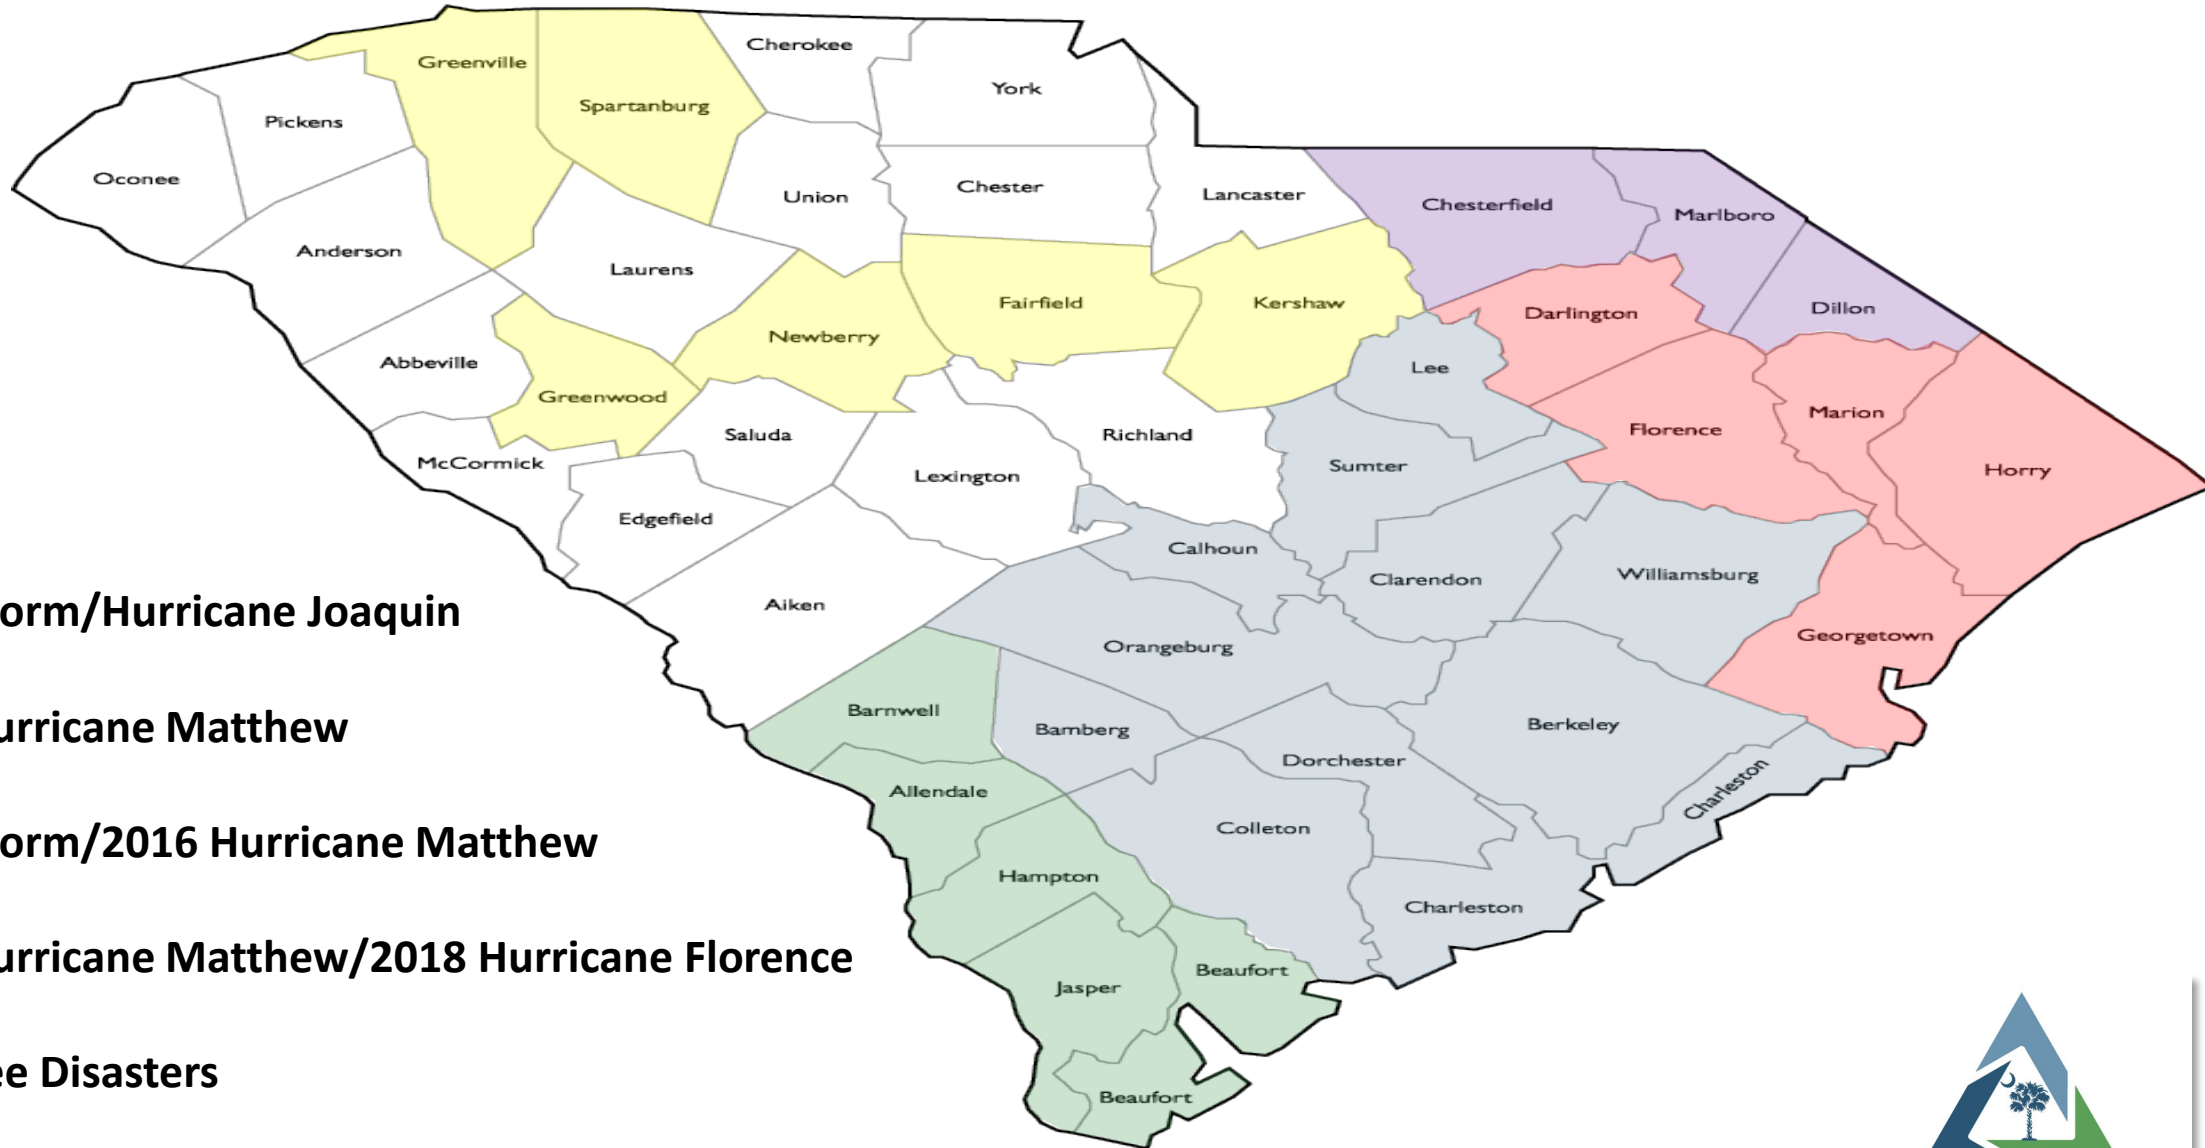 Cherokee
Greenville
York
Spartanburg
Pickens
Oconee
Chester
Union
Lancaster
Chesterfield
Marlboro
Anderson
Laurens
Fairfield
Kershaw
Dillon
Darlington
Newberry
Abbeville
Lee
Greenwood
Marion
Florence
Saluda
Richland
McCormick
Sumter
Horry
Lexington
Edgefield
Calhoun
Williamsburg
Clarendon
Aiken
orm/Hurricane Joaquin
Georgetown
Orangeburg
Barnwell
urricane Matthew
Bamberg
Berkeley
Dorchester
Charleston
Allendale
Colleton
orm/2016 Hurricane Matthew
Hampton
Charleston
urricane Matthew/2018 Hurricane Florence
Beaufort
Jasper
ee Disasters
Beaufort